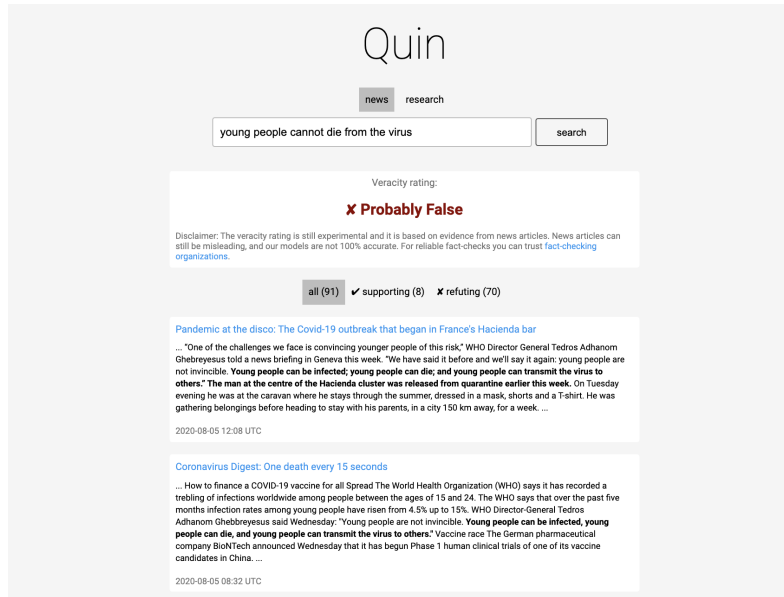 Quin
news research
young people cannot die from the virus search
Veracity rating:
✘ Probably False
Disclaimer: The veracity rating is still experimental and it is based on evidence from news articles. News articles can
still be misleading, and our models are not 100% accurate. For reliable fact-checks you can trust fact-checking
organizations.
all (91) ✔ supporting (8) ✘ refuting (70)
Pandemic at the disco: The Covid-19 outbreak that began in France's Hacienda bar
... "One of the challenges we face is convincing younger people of this risk," WHO Director General Tedros Adhanom
Ghebreyesus told a news briefing in Geneva this week. "We have said it before and we'll say it again: young people are
not invincible. Young people can be infected; young people can die; and young people can transmit the virus to
others." The man at the centre of the Hacienda cluster was released from quarantine earlier this week. On Tuesday
evening he was at the caravan where he stays through the summer, dressed in a mask, shorts and a T-shirt. He was
gathering belongings before heading to stay with his parents, in a city 150 km away, for a week. ...
2020-08-05 12:08 UTC
Coronavirus Digest: One death every 15 seconds
... How to finance a COVID-19 vaccine for all Spread The World Health Organization (WHO) says it has recorded a
trebling of infections worldwide among people between the ages of 15 and 24. The WHO says that over the past five
months infection rates among young people have risen from 4.5% up to 15%. WHO Director-General Tedros
Adhanom Ghebbreyesus said Wednesday: "Young people are not invincible. Young people can be infected, young
people can die, and young people can transmit the virus to others." Vaccine race The German pharmaceutical
company BioNTech announced Wednesday that it has begun Phase 1 human clinical trials of one of its vaccine
candidates in China. ...
2020-08-05 08:32 UTC